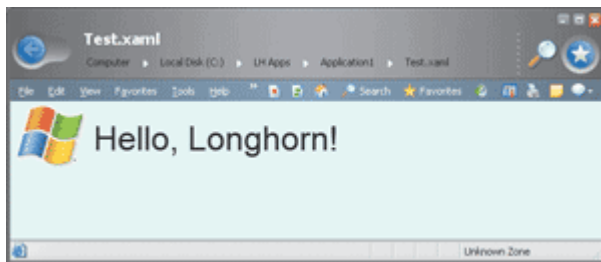 Test.xaml
Computer Local Disk (C:) LH Apps Application1 Test.xaml
File Edit View Favorites Tools Help " Search Favorites
Hello, Longhorn!
Unknown Zone